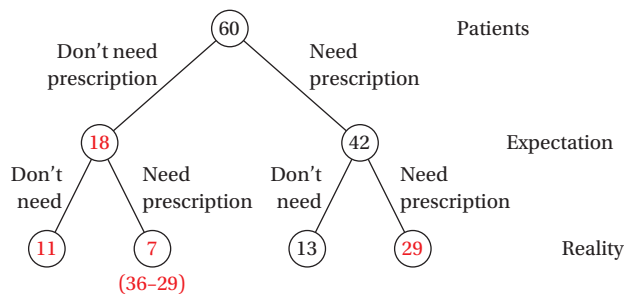 60
Patients
Don't need
prescription
Need
prescription
18
42
Expectation
Don't
need
Need
prescription
Don't
need
Need
prescription
11
7
13
29
Reality
(36–29)